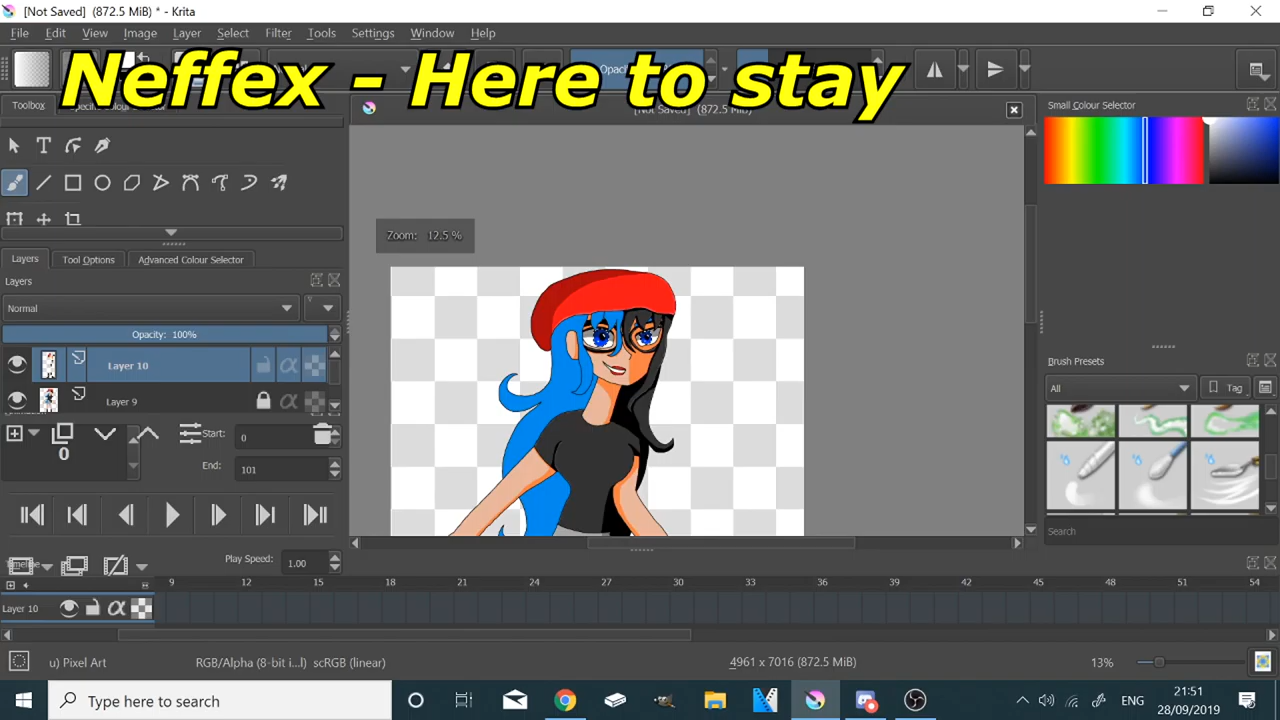 [Not Saved] (872.5 MiB) * - Krita
File Edit View Image Layer Select Filter Tools Settings Window Help
Neffex - Here to stay
Opac
Toolbox
[Not Saved] (872.5 MiB)
Small Colour Selector
Zoom: 12.5 %
Layers Tool Options Advanced Colour Selector
Layers
Normal
Opacity: 100%
Layer 10
Layer 9
Start: 0
0
End: 101
Brush Presets
All Tag
Search
Play Speed: 1.00
9 12 15 18 21 24 27 30 33 36 39 42 45 48 51 54
Layer 10
u) Pixel Art RGB/Alpha (8-bit i...) scRGB (linear) 4961 x 7016 (872.5 MiB) 13%
Type here to search ENG 21:51
28/09/2019